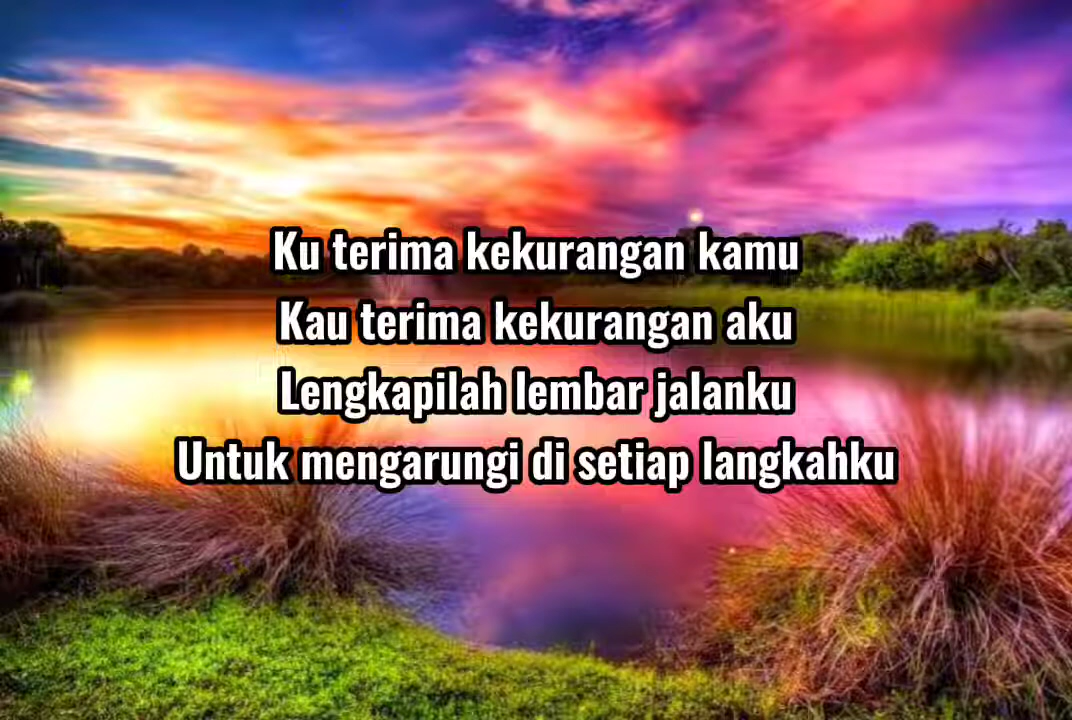 Ku terima kekurangan kamu
Kau terima kekurangan aku
Lengkapilah lembar jalanku
Untuk mengarungi di setiap langkahku